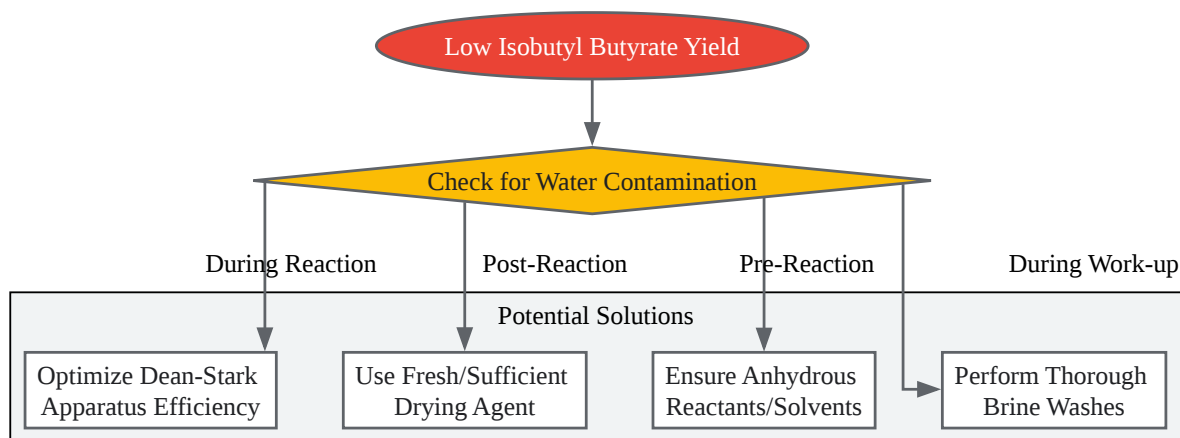 Low Isobutyl Butyrate Yield
Check for Water Contamination
During Reaction
Post-Reaction
Pre-Reaction
During Work-up
Potential Solutions
Optimize Dean-Stark
Apparatus Efficiency
Use Fresh/Sufficient
Drying Agent
Ensure Anhydrous
Reactants/Solvents
Perform Thorough
Brine Washes